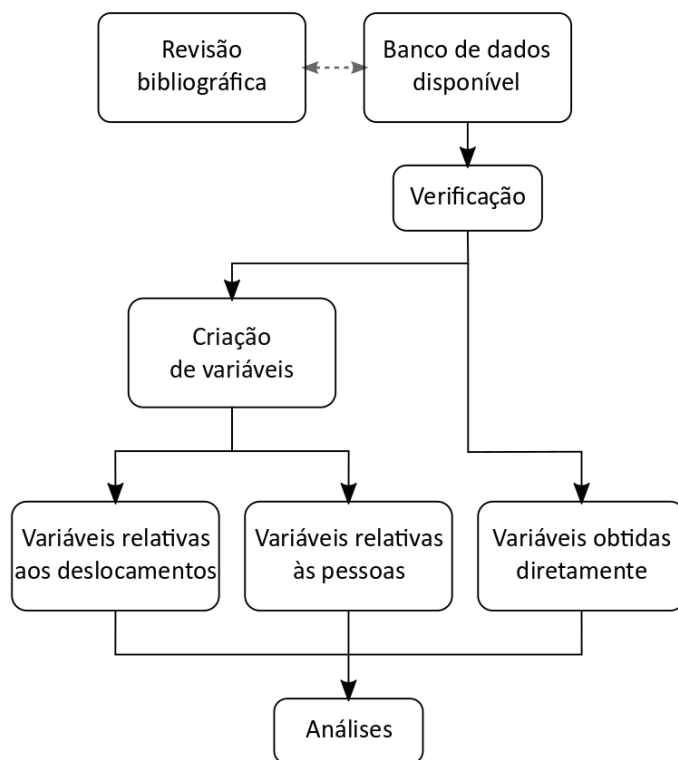 Revisão
bibliográfica
Banco de dados
disponível
Verificação
Criação
de variáveis
Variáveis relativas
aos deslocamentos
Variáveis relativas
às pessoas
Variáveis obtidas
diretamente
Análises